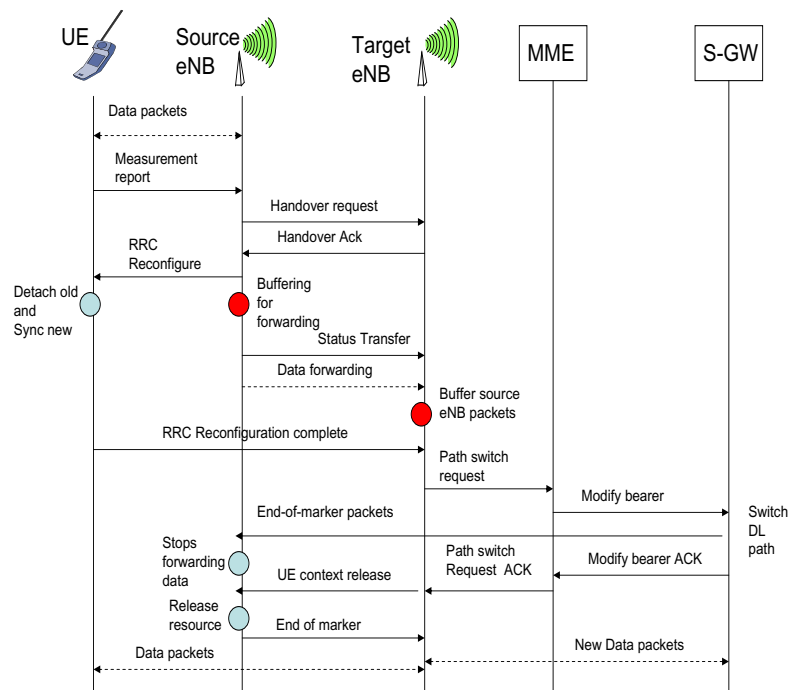 UE
Source
eNB
Target
eNB
MME
S-GW
Data packets
Measurement
report
Handover request
Handover Ack
RRC
Reconfigure
Detach old
and
Sync new
Buffering
for
forwarding
Status Transfer
Data forwarding
Buffer source
eNB packets
RRC Reconfiguration complete
Path switch
request
Modify bearer
End-of-marker packets
Switch
DL
path
Stops
forwarding
data
Path switch
Request ACK
Modify bearer ACK
UE context release
Release
resource
End of marker
New Data packets
Data packets